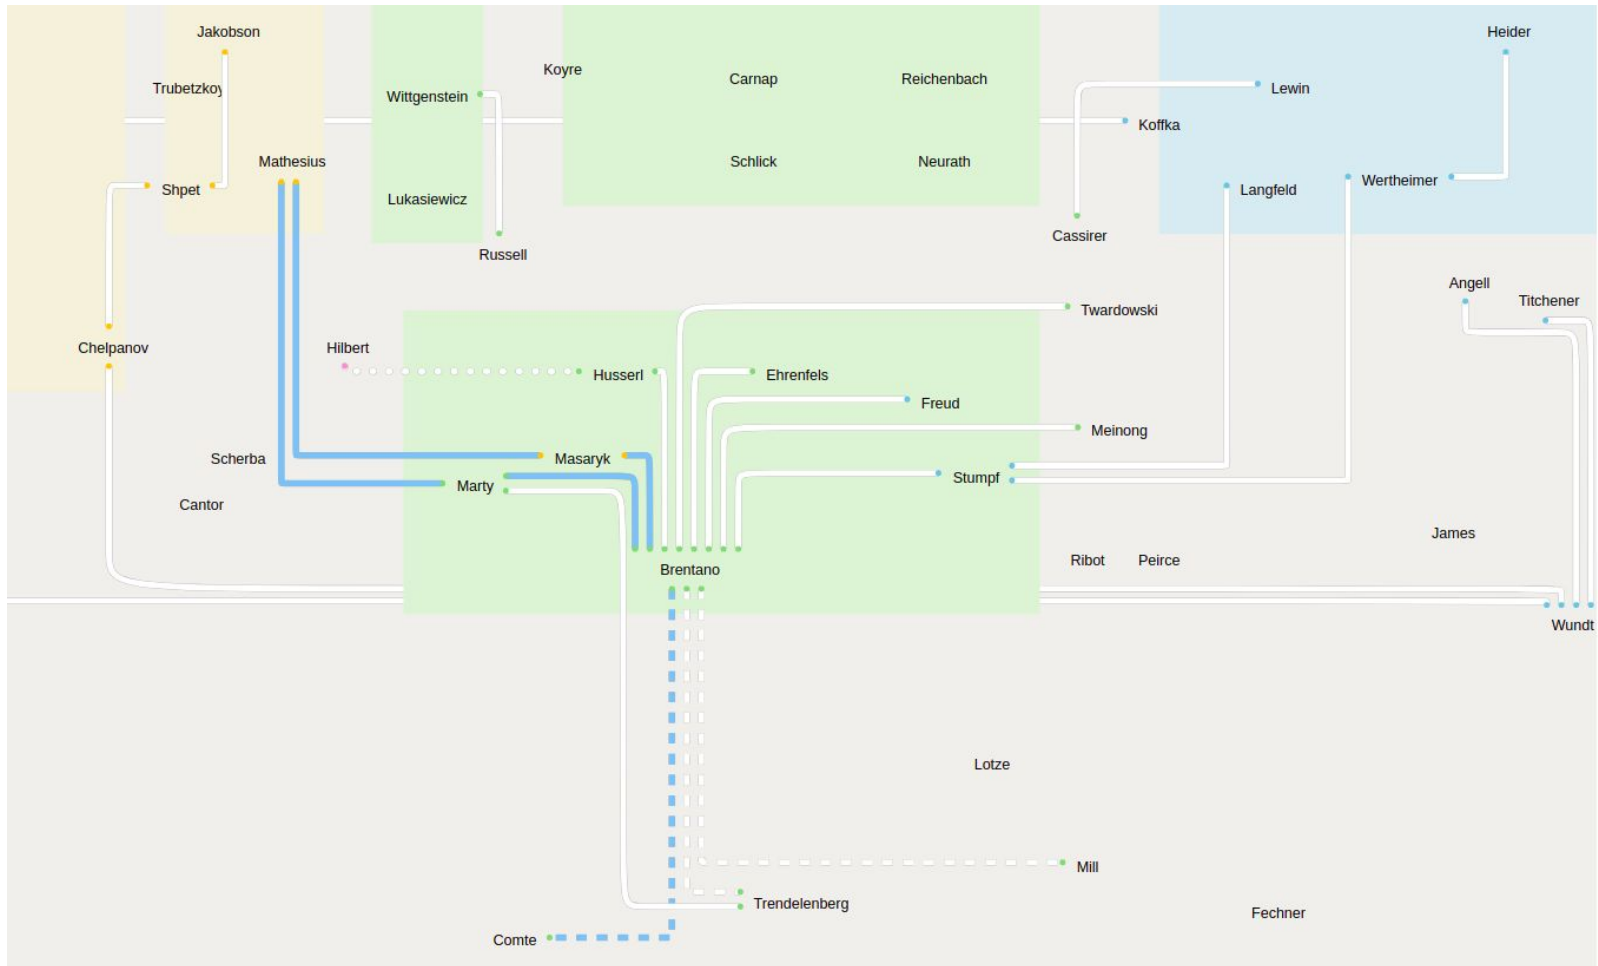 Jakobson
Heider
Koyre
Carnap
Reichenbach
Trubetzkoy
Lewin
Wittgenstein
Koffka
Mathesius
Schlick
Neurath
Shpet
Wertheimer
Langfeld
Lukasiewicz
Cassirer
Russell
Angell
Titchener
Twardowski
Chelpanov
Hilbert
Husserl
Ehrenfels
Freud
Meinong
Scherba
Masaryk
Stumpf
Marty
Cantor
James
Ribot
Peirce
Brentano
Wundt
Lotze
Mill
Trendelenberg
Fechner
Comte